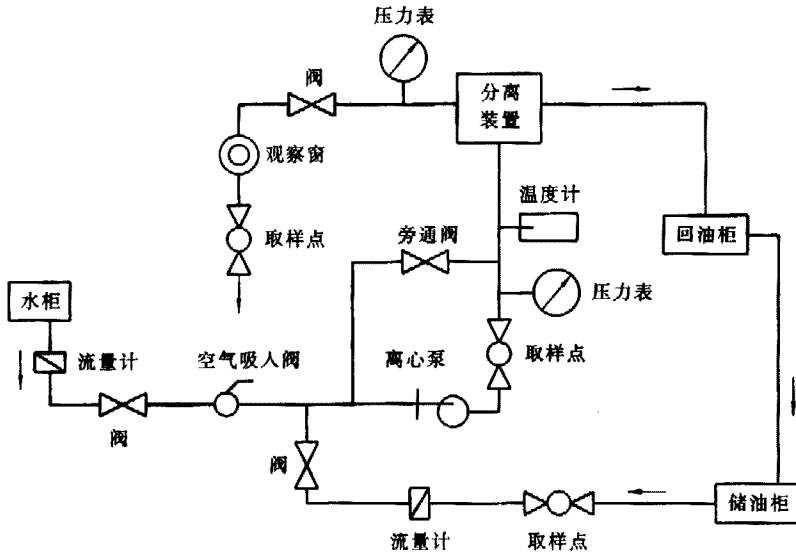 压力表
阀
分离
装置
观察窗
温度计
取样点
旁通阀
回油柜
水柜
压力表
流量计
空气吸人阀
离心泵
取样点
阀
阀
储油柜
流量计
取样点